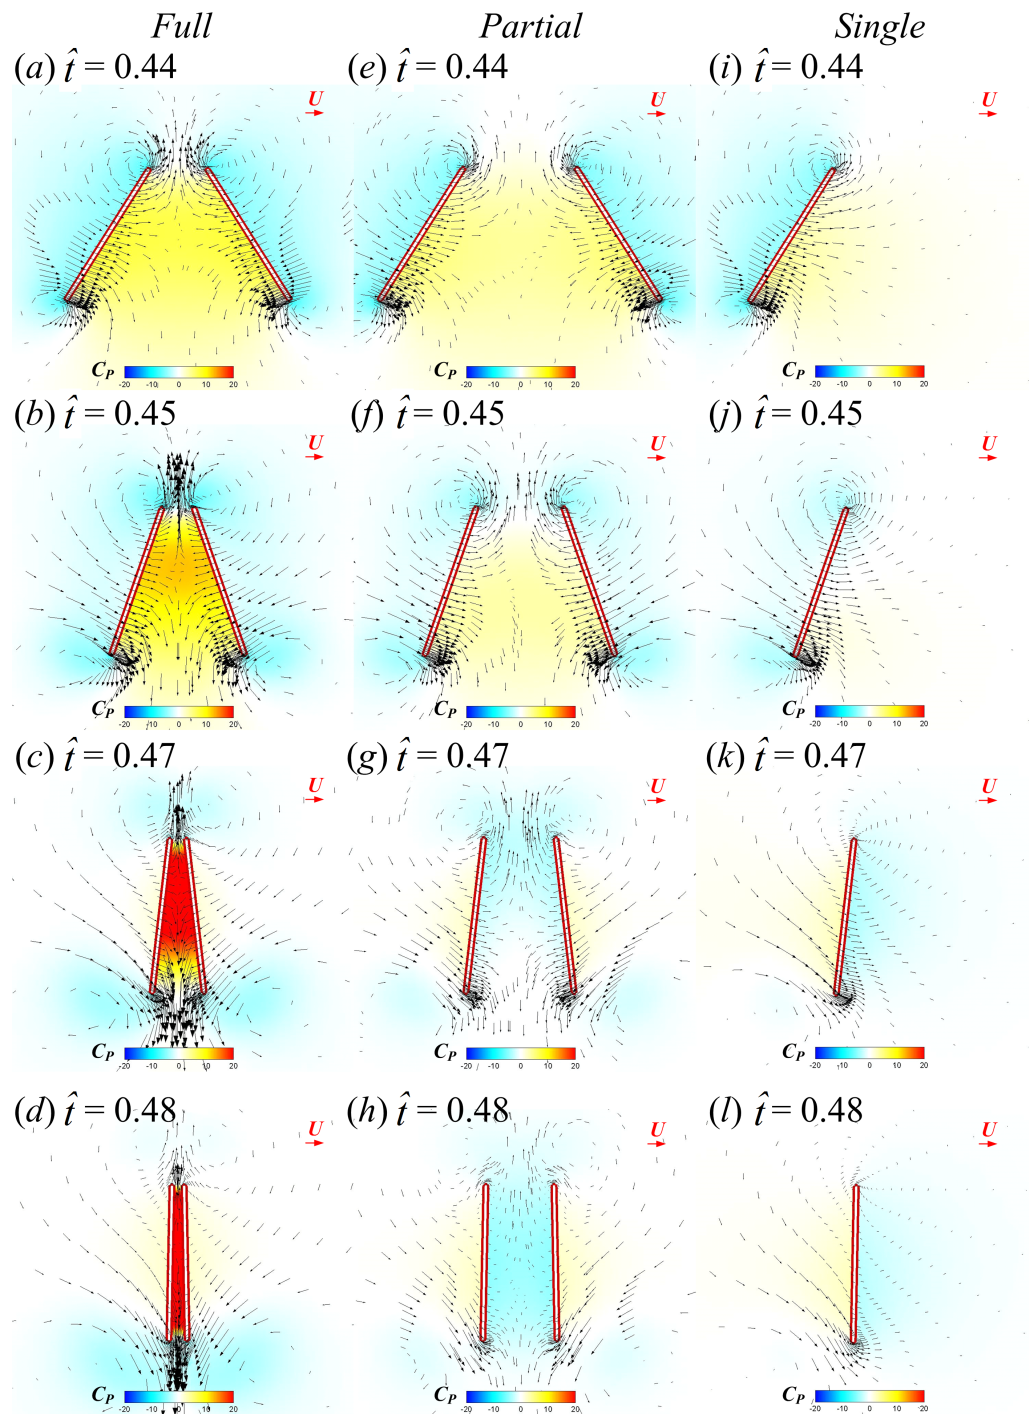 Full Partial Single
(a) t̂ = 0.44 (e) t̂ = 0.44 (i) t̂ = 0.44
U U U
C_P -20 -10 0 10 20 C_P -20 -10 0 10 20 C_P -20 -10 0 10 20
(b) t̂ = 0.45 (f) t̂ = 0.45 (j) t̂ = 0.45
U U U
C_P -20 -10 0 10 20 C_P -20 -10 0 10 20 C_P -20 -10 0 10 20
(c) t̂ = 0.47 (g) t̂ = 0.47 (k) t̂ = 0.47
U U U
C_P -20 -10 0 10 20 C_P -20 -10 0 10 20 C_P -20 -10 0 10 20
(d) t̂ = 0.48 (h) t̂ = 0.48 (l) t̂ = 0.48
U U U
C_P -20 -10 0 10 20 C_P -20 -10 0 10 20 C_P -20 -10 0 10 20